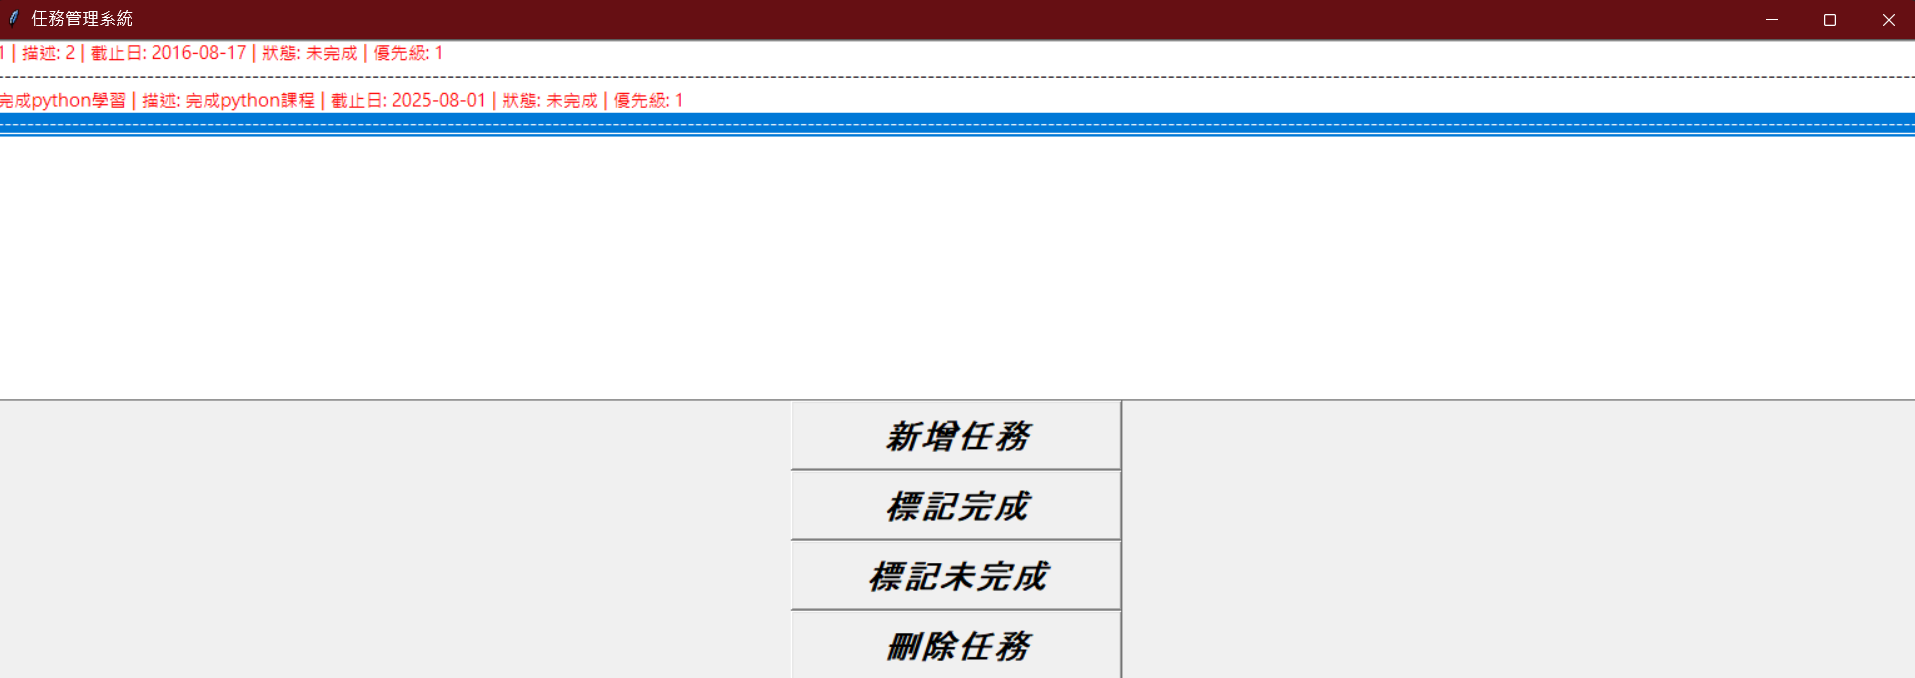 任務管理系統
1 | 描述: 2 | 截止日: 2016-08-17 | 狀態: 未完成 | 優先級: 1
完成python學習 | 描述: 完成python課程 | 截止日: 2025-08-01 | 狀態: 未完成 | 優先級: 1
新增任務
標記完成
標記未完成
刪除任務